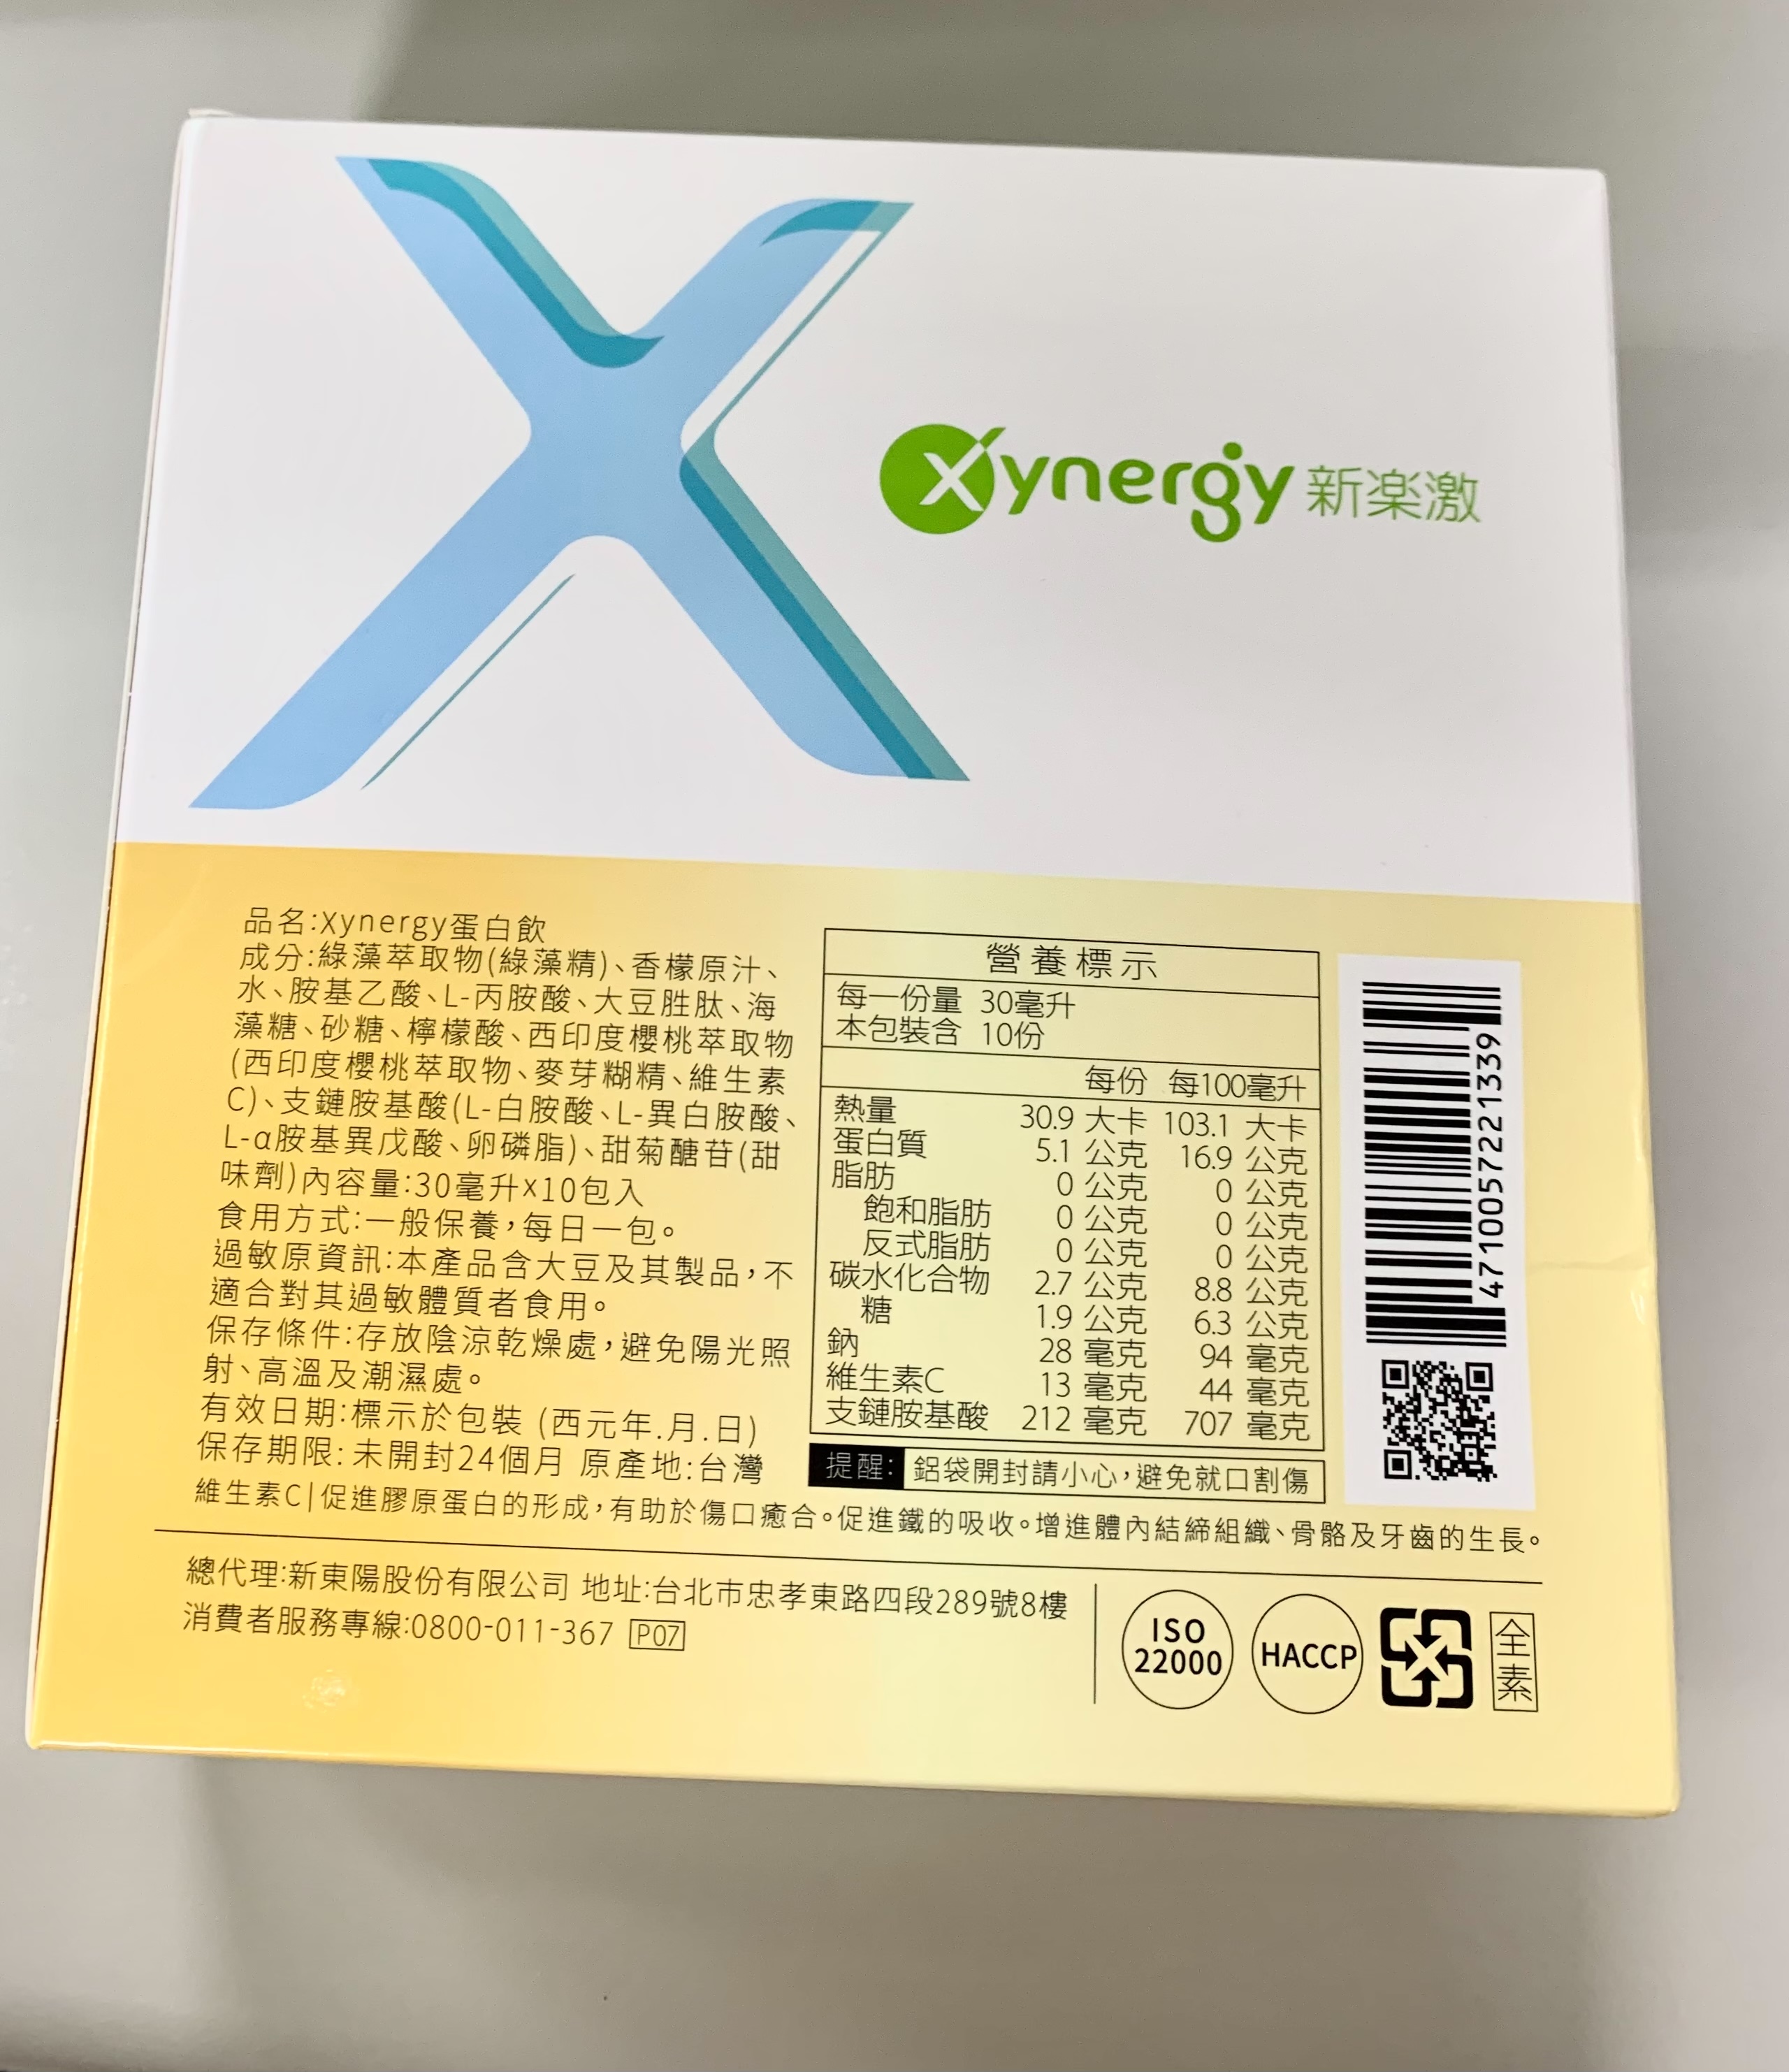 xynergy 新楽激
品名:Xynergy蛋白飲
成分:綠藻萃取物(綠藻精)、香檬原汁、
水、胺基乙酸、L-丙胺酸、大豆胜肽、海
藻糖、砂糖、檸檬酸、西印度櫻桃萃取物
(西印度櫻桃萃取物、麥芽糊精、維生素
C)、支鏈胺基酸(L-白胺酸、L-異白胺酸、
L-α胺基異戊酸、卵磷脂)、甜菊醣苷(甜
味劑)內容量:30毫升x10包入
食用方式:一般保養，每日一包。
過敏原資訊:本產品含大豆及其製品，不
適合對其過敏體質者食用。
保存條件:存放陰涼乾燥處，避免陽光照
射、高溫及潮濕處。
有效日期:標示於包裝 (西元年.月.日)
保存期限: 未開封24個月 原產地:台灣
營養標示
每一份量 30毫升
本包裝含 10份
每份 每100毫升
熱量 30.9 大卡 103.1 大卡
蛋白質 5.1 公克 16.9 公克
脂肪 0 公克 0 公克
飽和脂肪 0 公克 0 公克
反式脂肪 0 公克 0 公克
碳水化合物 2.7 公克 8.8 公克
糖 1.9 公克 6.3 公克
鈉 28 毫克 94 毫克
維生素C 13 毫克 44 毫克
支鏈胺基酸 212 毫克 707 毫克
提醒: 鋁袋開封請小心，避免就口割傷
4710057221339
維生素C|促進膠原蛋白的形成，有助於傷口癒合。促進鐵的吸收。增進體內結締組織、骨骼及牙齒的生長。
總代理:新東陽股份有限公司 地址:台北市忠孝東路四段289號8樓
消費者服務專線:0800-011-367 P07
ISO
22000
HACCP
全
素